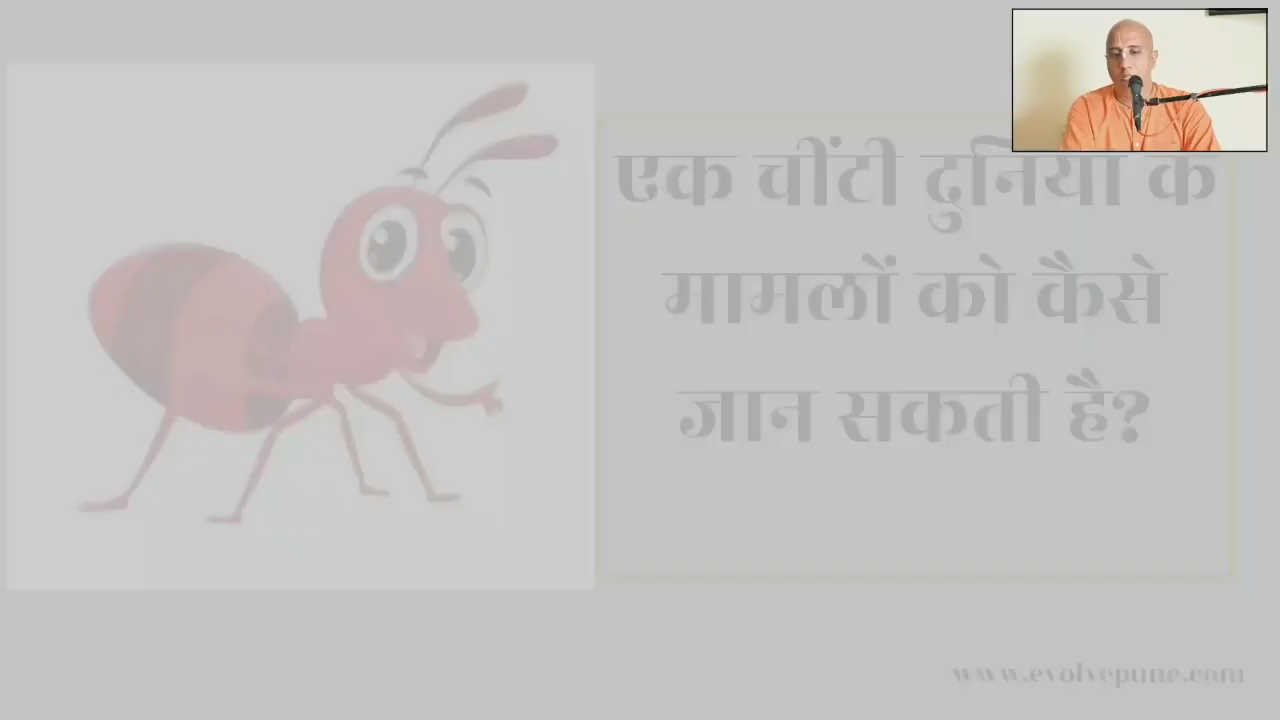 एक चींटी दुनिया क
मामलों को कैसे
जान सकती है?
www.evolvepune.com